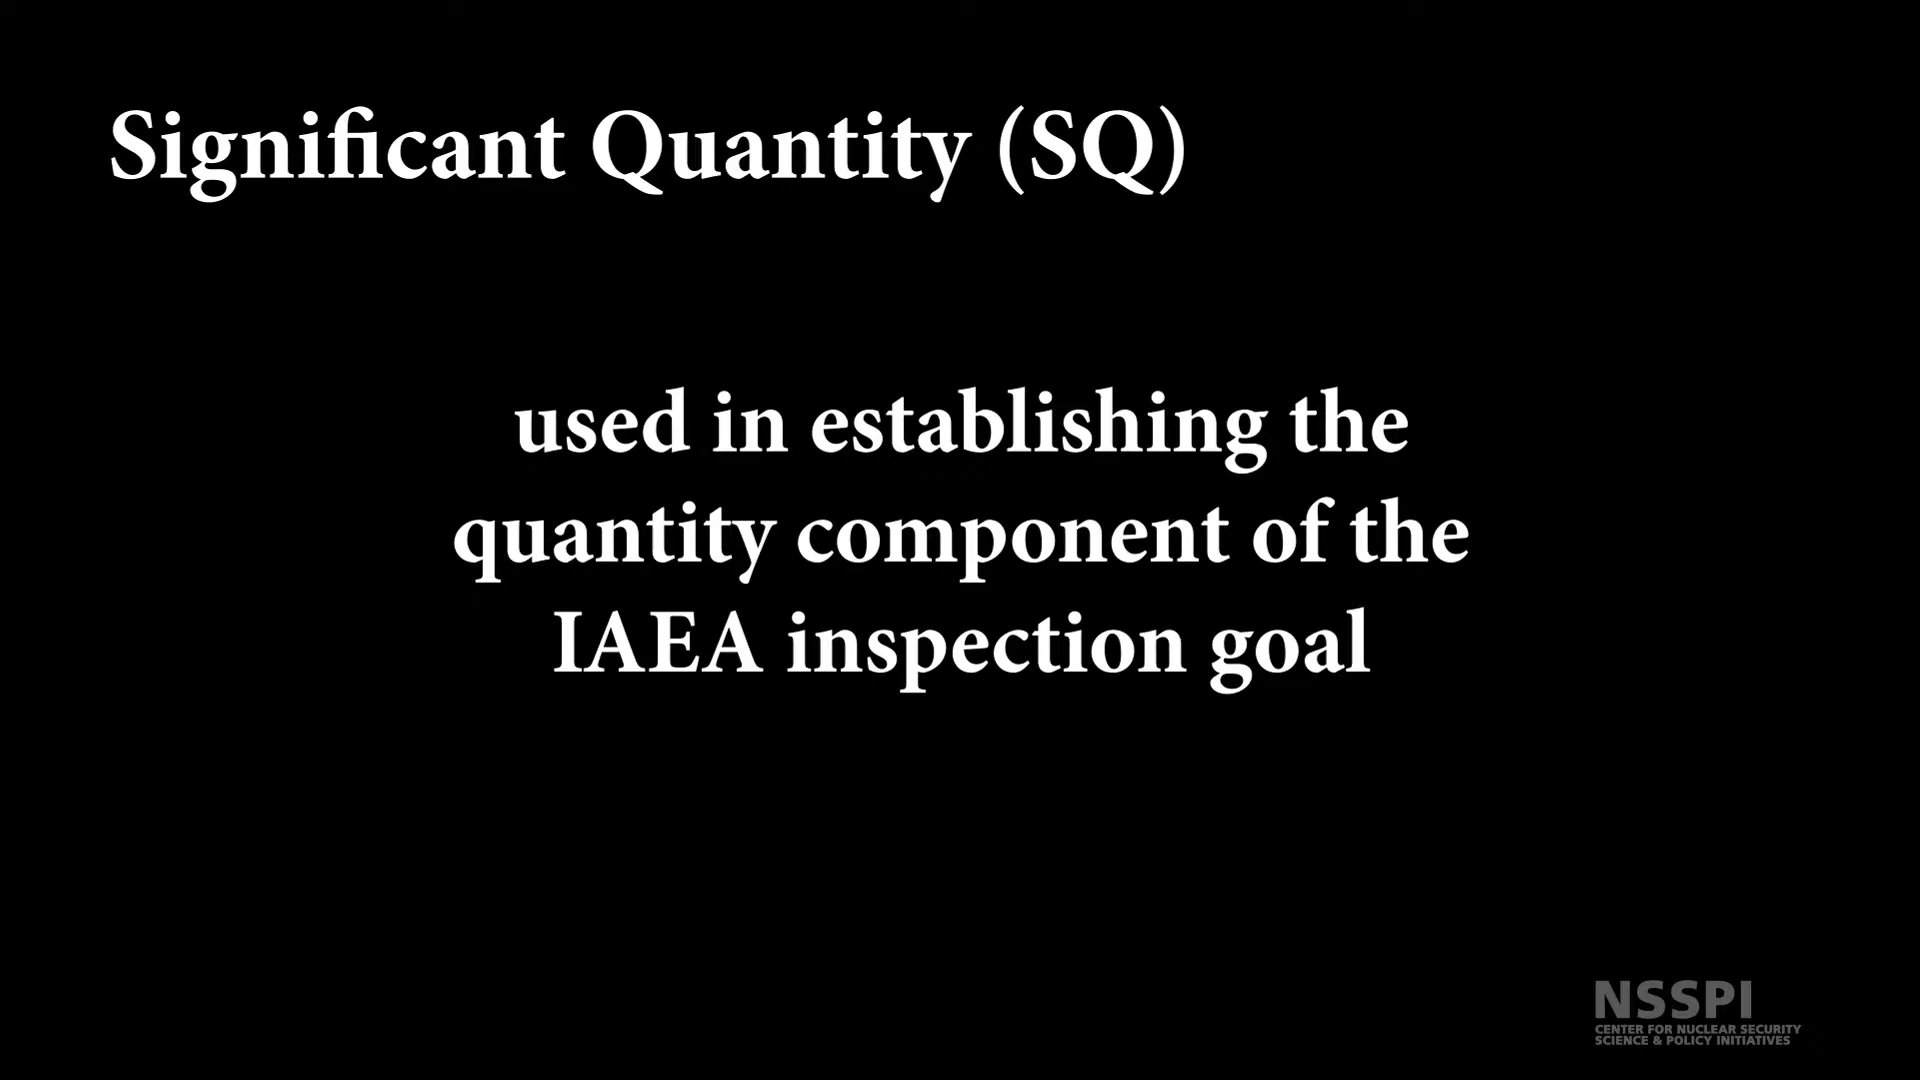 Significant Quantity (SQ)
used in establishing the
quantity component of the
IAEA inspection goal
NSSPI
CENTER FOR NUCLEAR SECURITY
SCIENCE & POLICY INITIATIVES